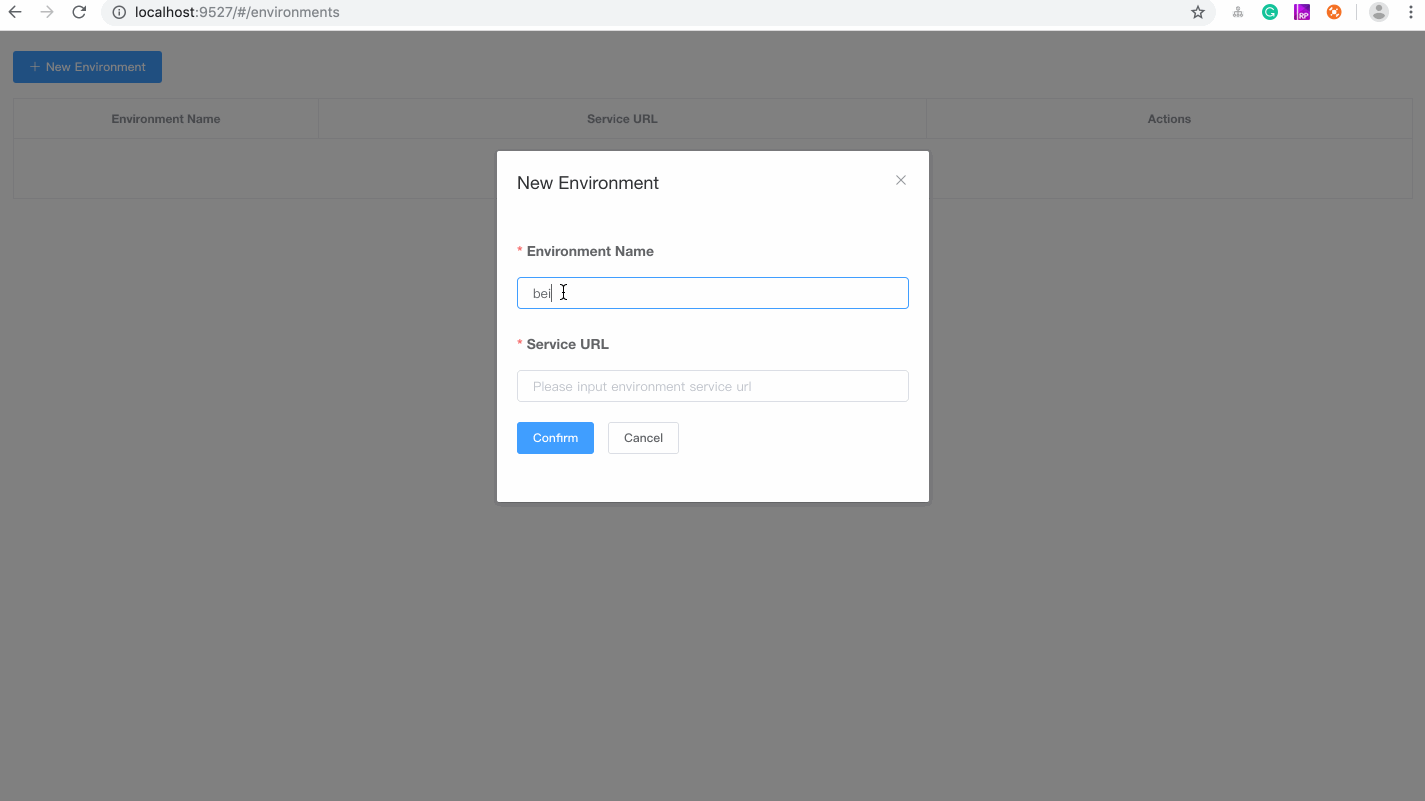 localhost:9527/#/environments
RP
+ New Environment
Environment Name Service URL Actions
New Environment
* Environment Name
bei
* Service URL
Please input environment service url
Confirm Cancel